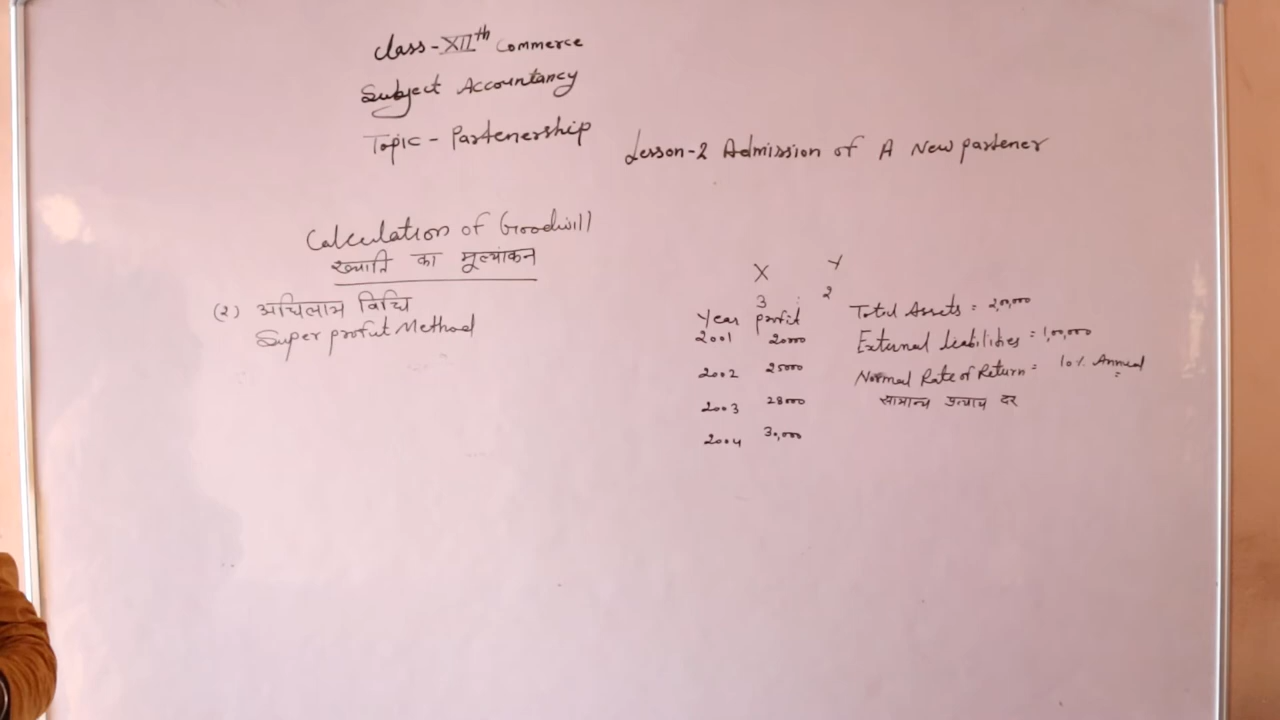 Class-XIIth Commerce
Subject Accountancy
Topic - Partenership
Lesson-2 Admission of A New partener
Calculation of Goodwill
ख्याति का मूल्यांकन
(२) अधिलाभ विधि
Super profit Method
X Y
3 : 2
Year profit
2001 20000
2002 25000
2003 28000
2004 30,000
Total Assets = 2,00,000
External Liabilities = 1,00,000
Normal Rate of Return = 10% Annual
सामान्य प्रत्याय दर